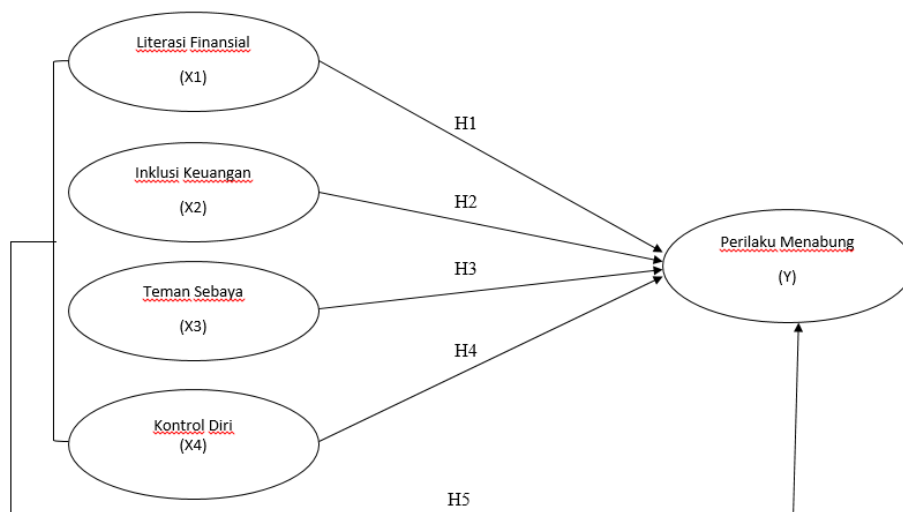 Literasi Finansial
(X1)
H1
Inklusi Keuangan
(X2)
H2
Perilaku Menabung
(Y)
H3
Teman Sebaya
(X3)
H4
Kontrol Diri
(X4)
H5